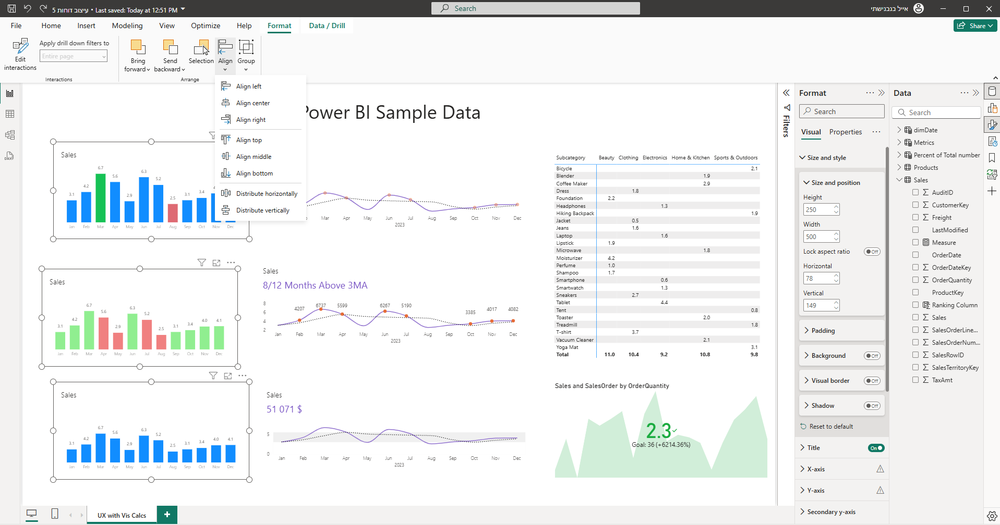 עיצוב דוחות 5 • Last saved: Today at 12:51 PM
Search
אייל בנבנישתי
File Home Insert Modeling View Optimize Help Format Data / Drill
Share
Edit interactions
Apply drill down filters to
Entire page
Interactions
Bring forward
Send backward
Selection
Align
Group
Arrange
Align left
Align center
Align right
Align top
Align middle
Align bottom
Distribute horizontally
Distribute vertically
Power BI Sample Data
Sales
3.1 4.2 6.7 5.6 2.9 6.3 5.2 2.5 3.1 3.4
Jan Feb Mar Apr May Jun Jul Aug Sep Oct Nov Dec
Mar Apr May Jun Jul Aug Sep Oct Nov Dec
2023
Sales
3.1 4.2 6.7 5.6 2.9 6.3 5.2 2.5 3.1 3.4 4.0 4.1
Jan Feb Mar Apr May Jun Jul Aug Sep Oct Nov Dec
Sales
8/12 Months Above 3MA
8
6
4
2
4207 6737 5599 6267 5190 3385 4017 4082
Jan Feb Mar Apr May Jun Jul Aug Sep Oct Nov Dec
2023
Sales
3.1 4.2 6.7 5.6 2.9 6.3 5.2 2.5 3.1 3.4 4.0 4.1
Jan Feb Mar Apr May Jun Jul Aug Sep Oct Nov Dec
Sales
51 071 $
5
0
Jan Feb Mar Apr May Jun Jul Aug Sep Oct Nov Dec
2023
Subcategory Beauty Clothing Electronics Home & Kitchen Sports & Outdoors
Bicycle 2.1
Blender 1.9
Coffee Maker 2.9
Dress 1.8
Foundation 2.2
Headphones 1.3
Hiking Backpack 1.9
Jacket 0.5
Jeans 1.6
Laptop 1.6
Lipstick 1.9
Microwave 1.8
Moisturizer 4.2
Perfume 1.0
Shampoo 1.7
Smartphone 0.6
Smartwatch 1.3
Sneakers 2.7
Tablet 4.4
Tent 0.8
Toaster 2.0
Treadmill 1.8
T-shirt 3.7
Vacuum Cleaner 2.1
Yoga Mat 3.1
Total 11.0 10.4 9.2 10.8 9.8
Sales and SalesOrder by OrderQuantity
2.3
Goal: 36 (+6214.36%)
Filters
Format
Search
Visual Properties
Size and style
Size and position
Height
250
Width
500
Lock aspect ratio Off
Horizontal
78
Vertical
149
Padding
Background Off
Visual border Off
Shadow Off
Reset to default
Title On
X-axis
Y-axis
Secondary y-axis
Data
Search
dimDate
Metrics
Percent of Total number
Products
Sales
AuditID
CustomerKey
Freight
LastModified
Measure
OrderDate
OrderDateKey
OrderQuantity
ProductKey
Ranking Column
Sales
SalesOrderLine...
SalesOrderNum...
SalesRowID
SalesTerritoryKey
TaxAmt
DAX
UX with Vis Calcs